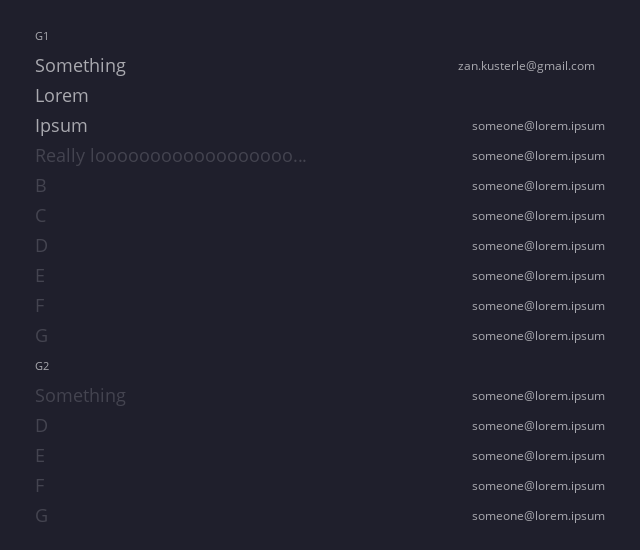 G1
Something zan.kusterle@gmail.com
Lorem
Ipsum someone@lorem.ipsum
Really loooooooooooooooooo... someone@lorem.ipsum
B someone@lorem.ipsum
C someone@lorem.ipsum
D someone@lorem.ipsum
E someone@lorem.ipsum
F someone@lorem.ipsum
G someone@lorem.ipsum
G2
Something someone@lorem.ipsum
D someone@lorem.ipsum
E someone@lorem.ipsum
F someone@lorem.ipsum
G someone@lorem.ipsum